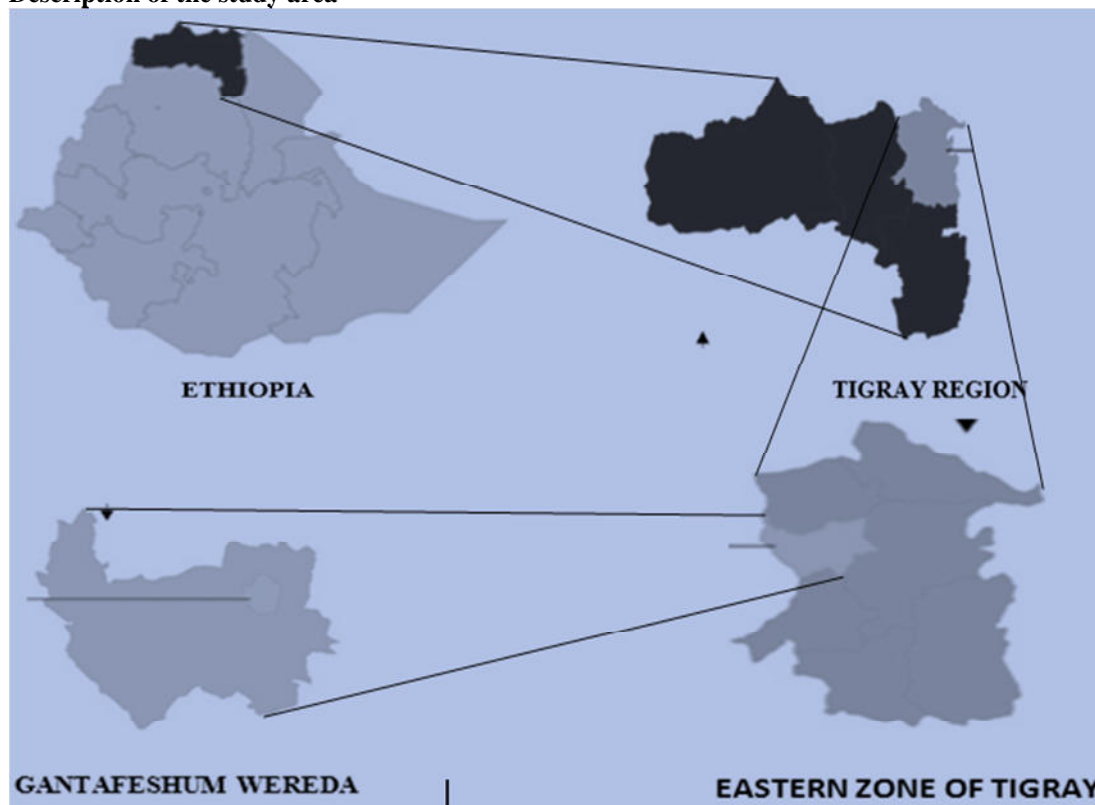 Description of the study area
ETHIOPIA
TIGRAY REGION
GANTAFESHUM WEREDA
EASTERN ZONE OF TIGRAY